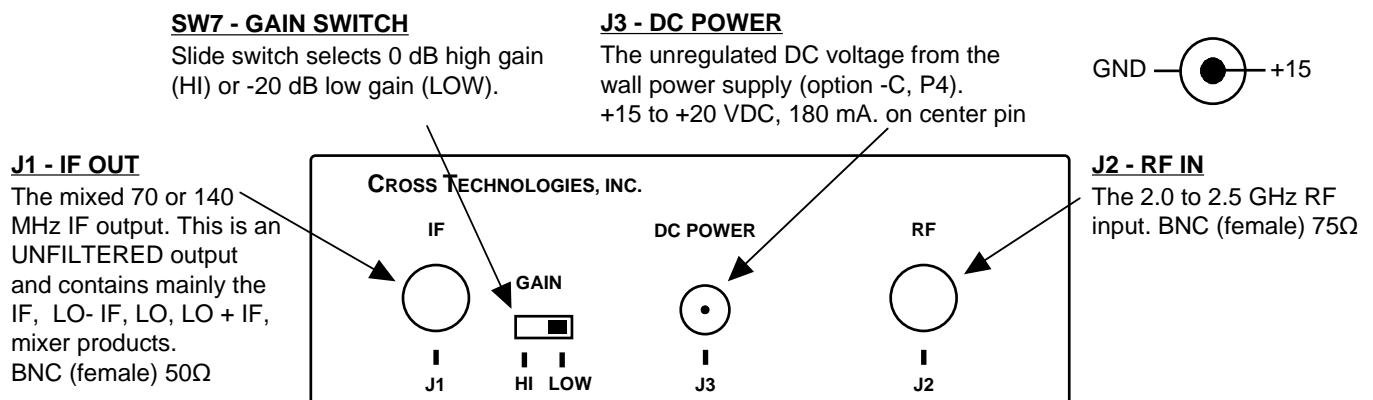 SW7 - GAIN SWITCH
Slide switch selects 0 dB high gain
(HI) or -20 dB low gain (LOW).
J3 - DC POWER
The unregulated DC voltage from the
wall power supply (option -C, P4).
+15 to +20 VDC, 180 mA. on center pin
GND
+15
J1 - IF OUT
The mixed 70 or 140
MHz IF output. This is an
UNFILTERED output
and contains mainly the
IF,  LO- IF, LO, LO + IF,
mixer products.
BNC (female) 50Ω
J2 - RF IN
The 2.0 to 2.5 GHz RF
input. BNC (female) 75Ω
CROSS TECHNOLOGIES, INC.
IF
DC POWER
RF
GAIN
J1
HI
LOW
J3
J2